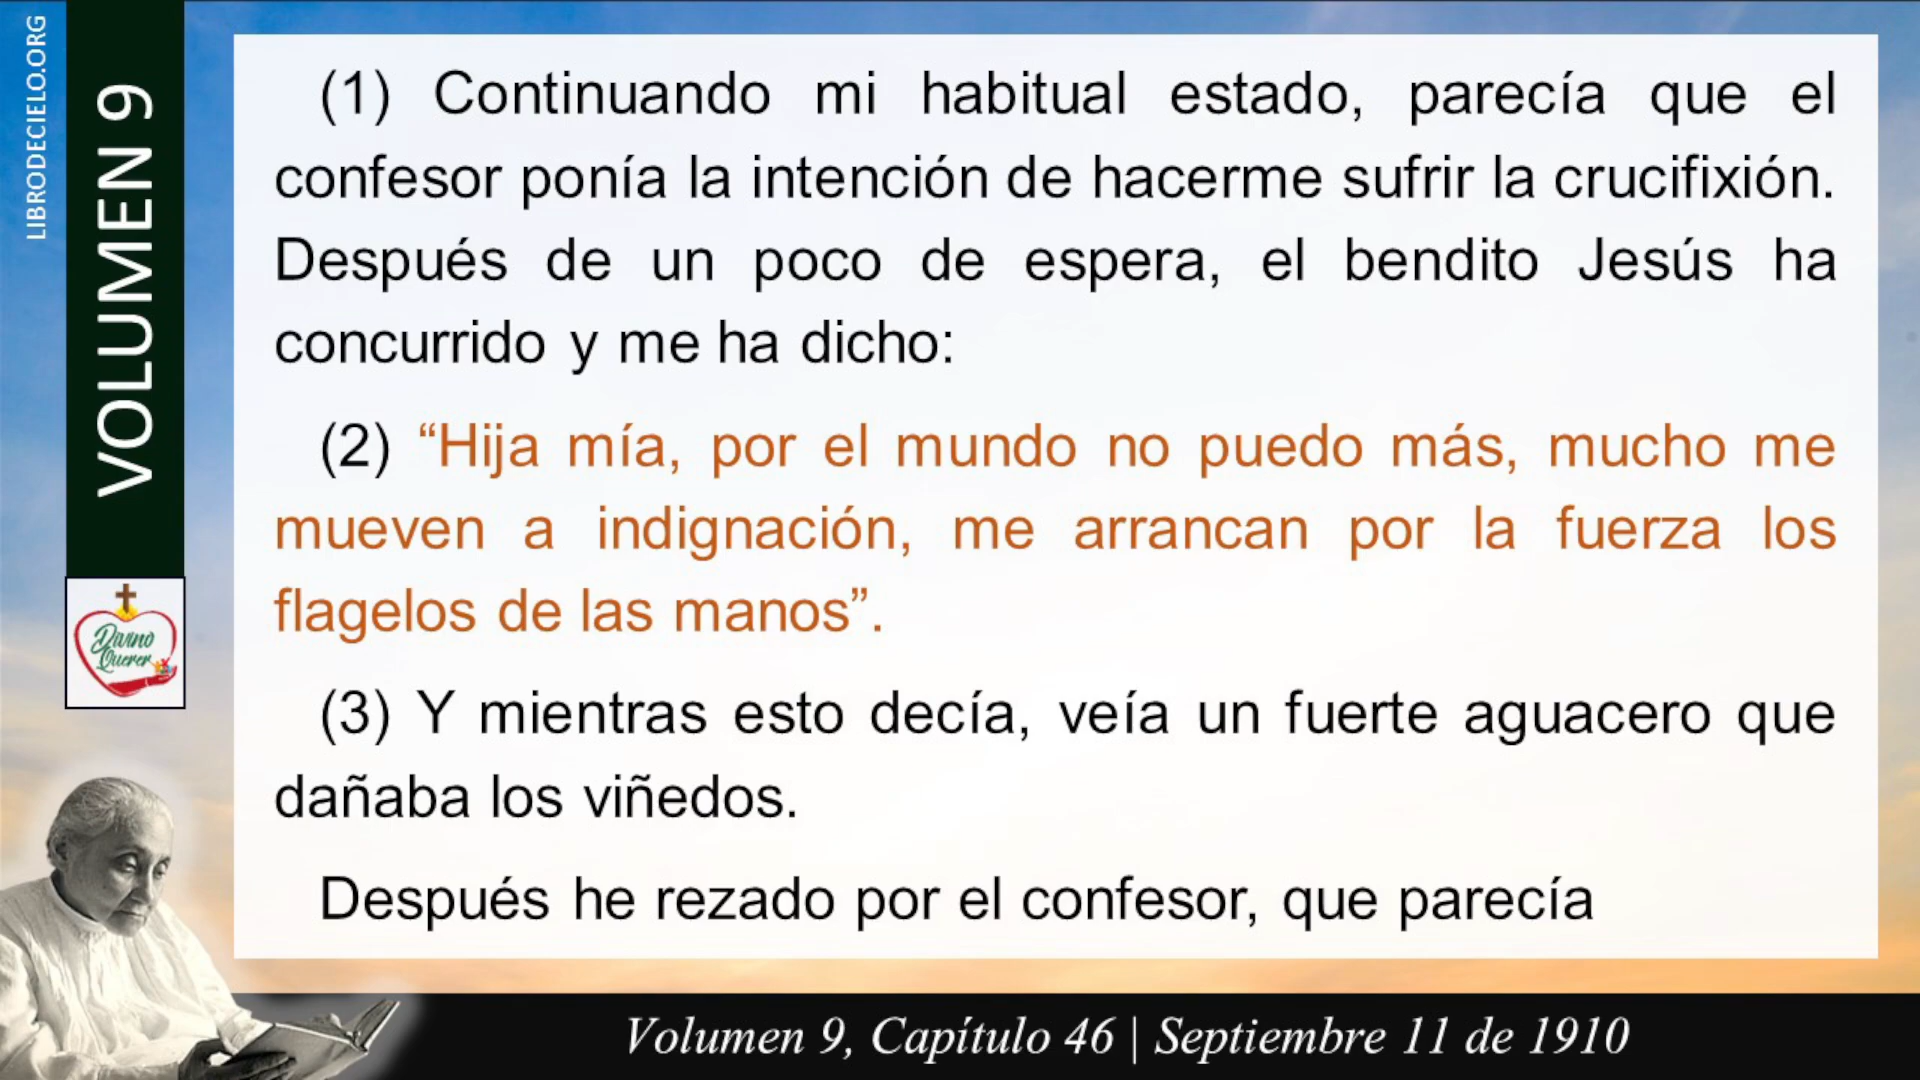 LIBRODECIELO.ORG
VOLUMEN 9
Divino
Querer
(1) Continuando mi habitual estado, parecía que el
confesor ponía la intención de hacerme sufrir la crucifixión.
Después de un poco de espera, el bendito Jesús ha
concurrido y me ha dicho:
(2) “Hija mía, por el mundo no puedo más, mucho me
mueven a indignación, me arrancan por la fuerza los
flagelos de las manos”.
(3) Y mientras esto decía, veía un fuerte aguacero que
dañaba los viñedos.
Después he rezado por el confesor, que parecía
Volumen 9, Capítulo 46 | Septiembre 11 de 1910